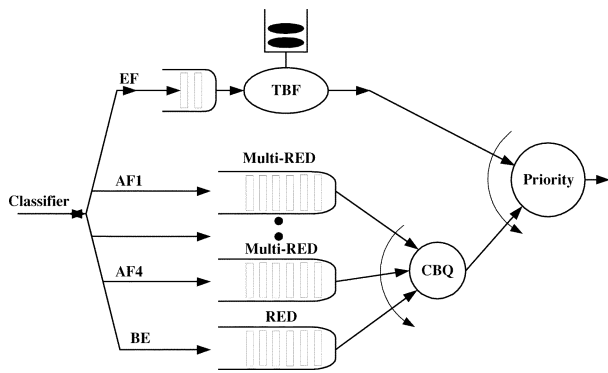 EF
TBF
Multi-RED
AF1
Priority
Classifier
Multi-RED
CBQ
AF4
RED
BE